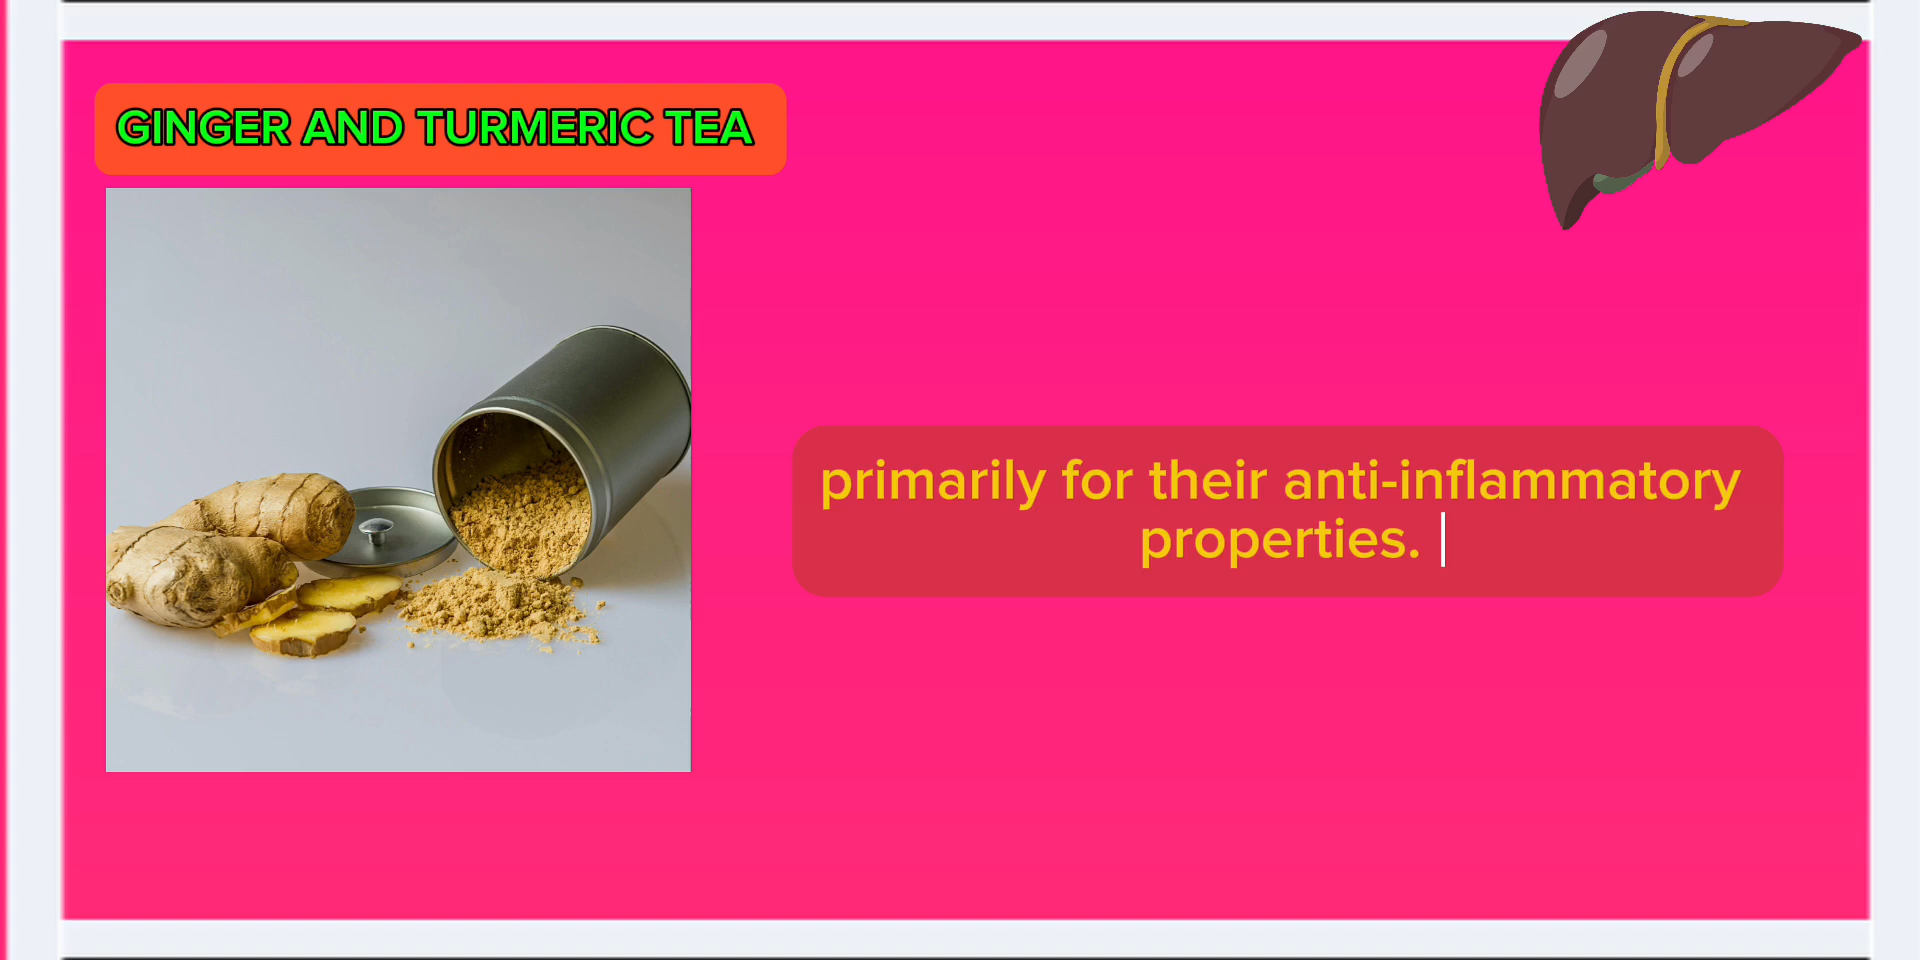 GINGER AND TURMERIC TEA
primarily for their anti-inflammatory
properties.